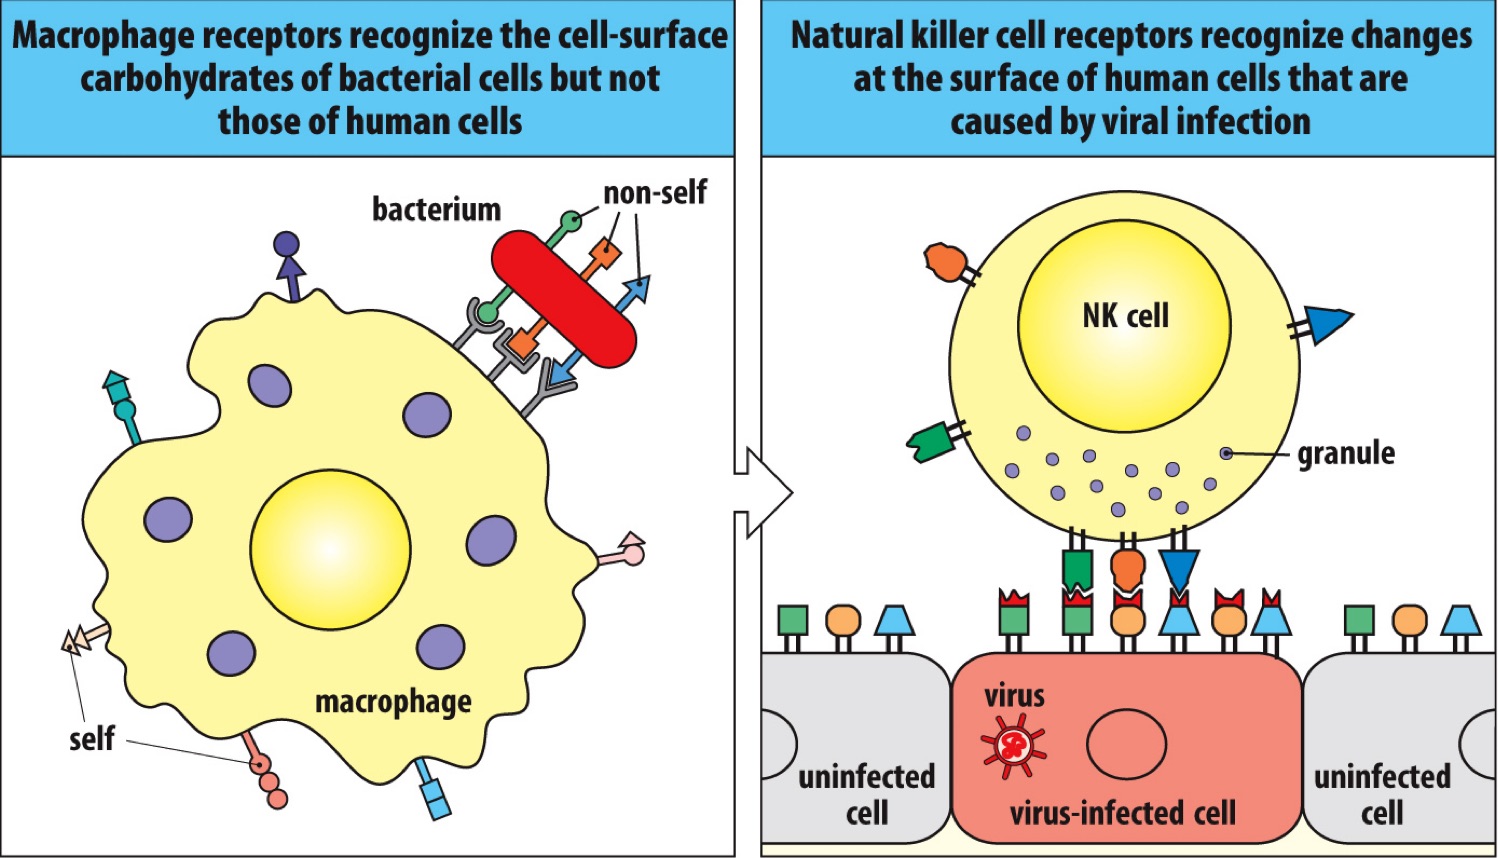 Macrophage receptors recognize the cell-surface
carbohydrates of bacterial cells but not
those of human cells
bacterium
non-self
macrophage
self
Natural killer cell receptors recognize changes
at the surface of human cells that are
caused by viral infection
NK cell
granule
virus
uninfected
cell
virus-infected cell
uninfected
cell